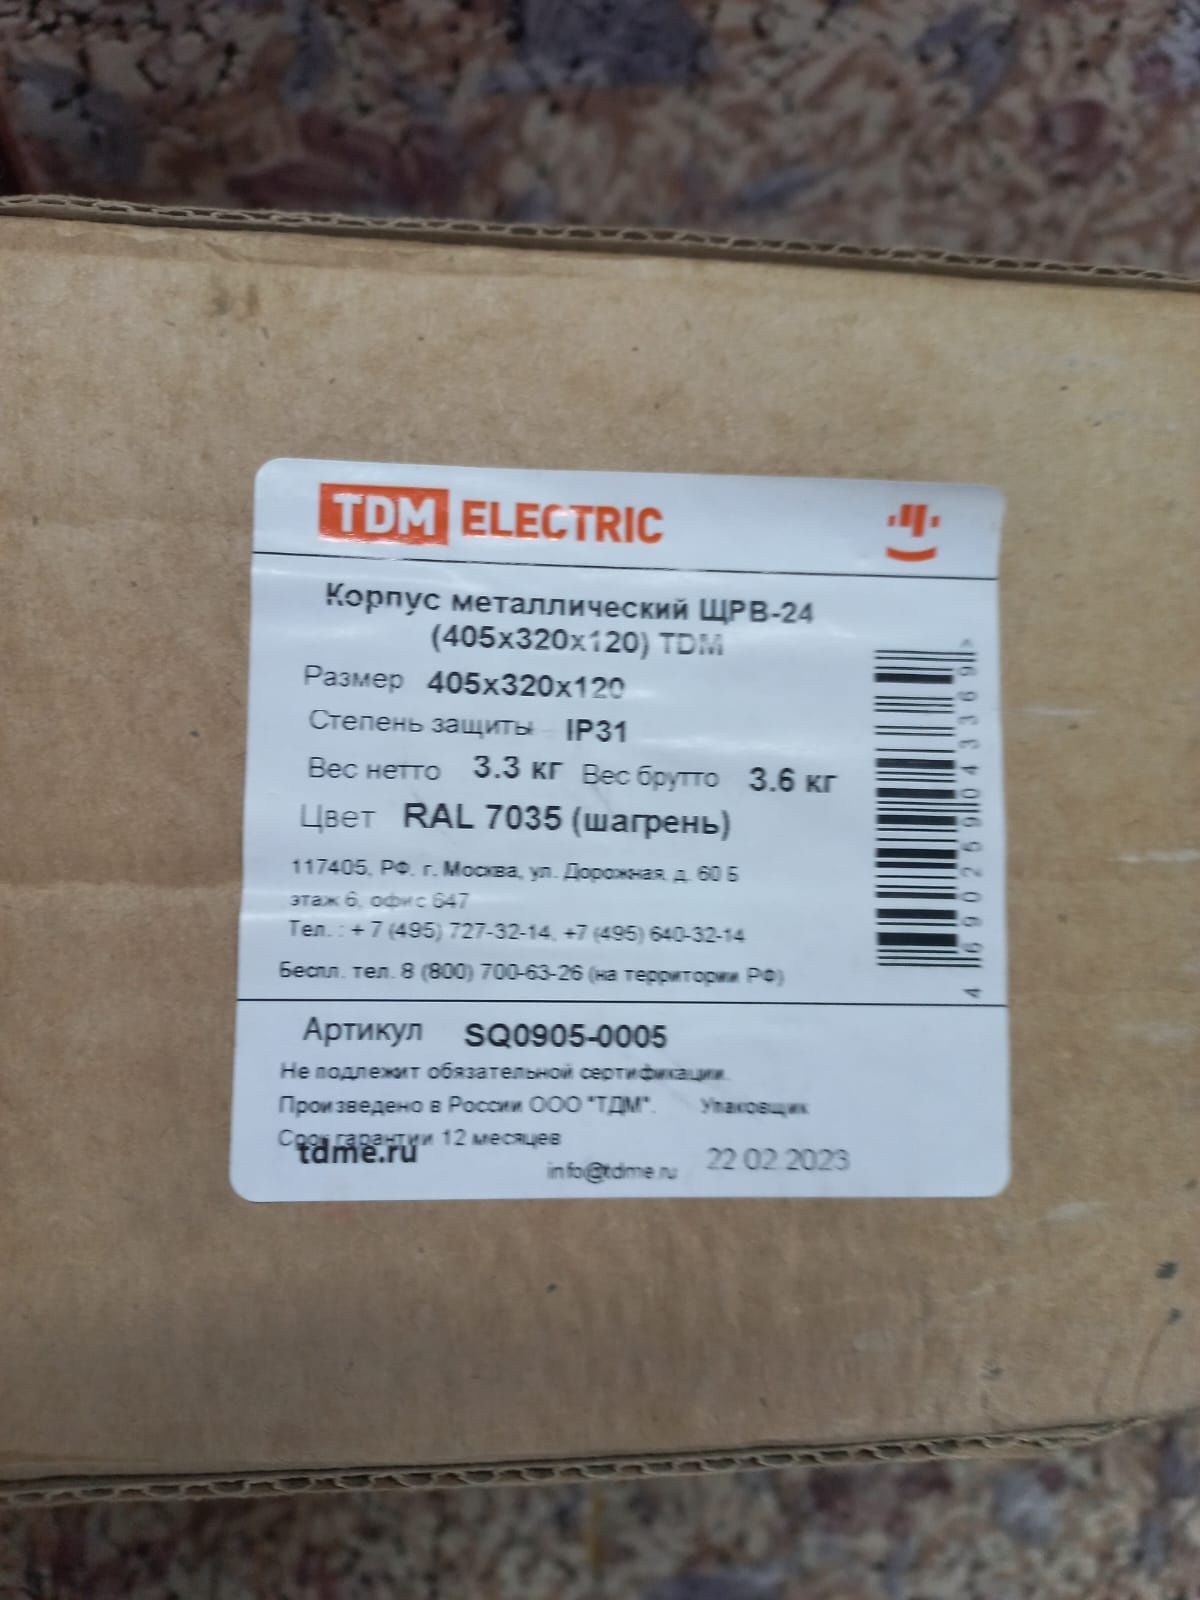 TDM ELECTRIC
Корпус металлический ЩРВ-24
(405х320х120) TDM
Размер 405х320х120
Степень защиты IP31
Вес нетто 3.3 кг Вес брутто 3.6 кг
Цвет RAL 7035 (шагрень)
117405, РФ. г. Москва, ул. Дорожная, д. 60 Б
этаж 6, офис 647
Тел. : + 7 (495) 727-32-14, +7 (495) 640-32-14
Беспл. тел. 8 (800) 700-63-26 (на территории РФ)
4 690259 043369 >
Артикул SQ0905-0005
Не подлежит обязательной сертификации.
Произведено в России ООО "ТДМ". Упаковщик
Срок гарантии 12 месяцев
tdme.ru info@tdme.ru 22 02 2023